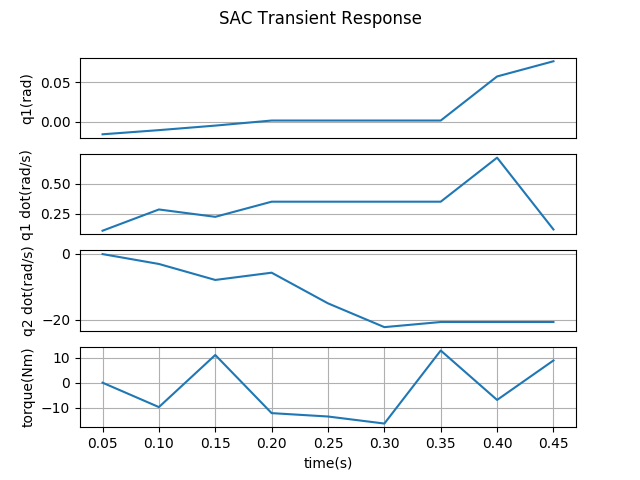 SAC Transient Response
q1(rad)
0.05
0.00
q1 dot(rad/s)
0.50
0.25
q2 dot(rad/s)
0
−20
torque(Nm)
10
0
−10
0.05 0.10 0.15 0.20 0.25 0.30 0.35 0.40 0.45
time(s)